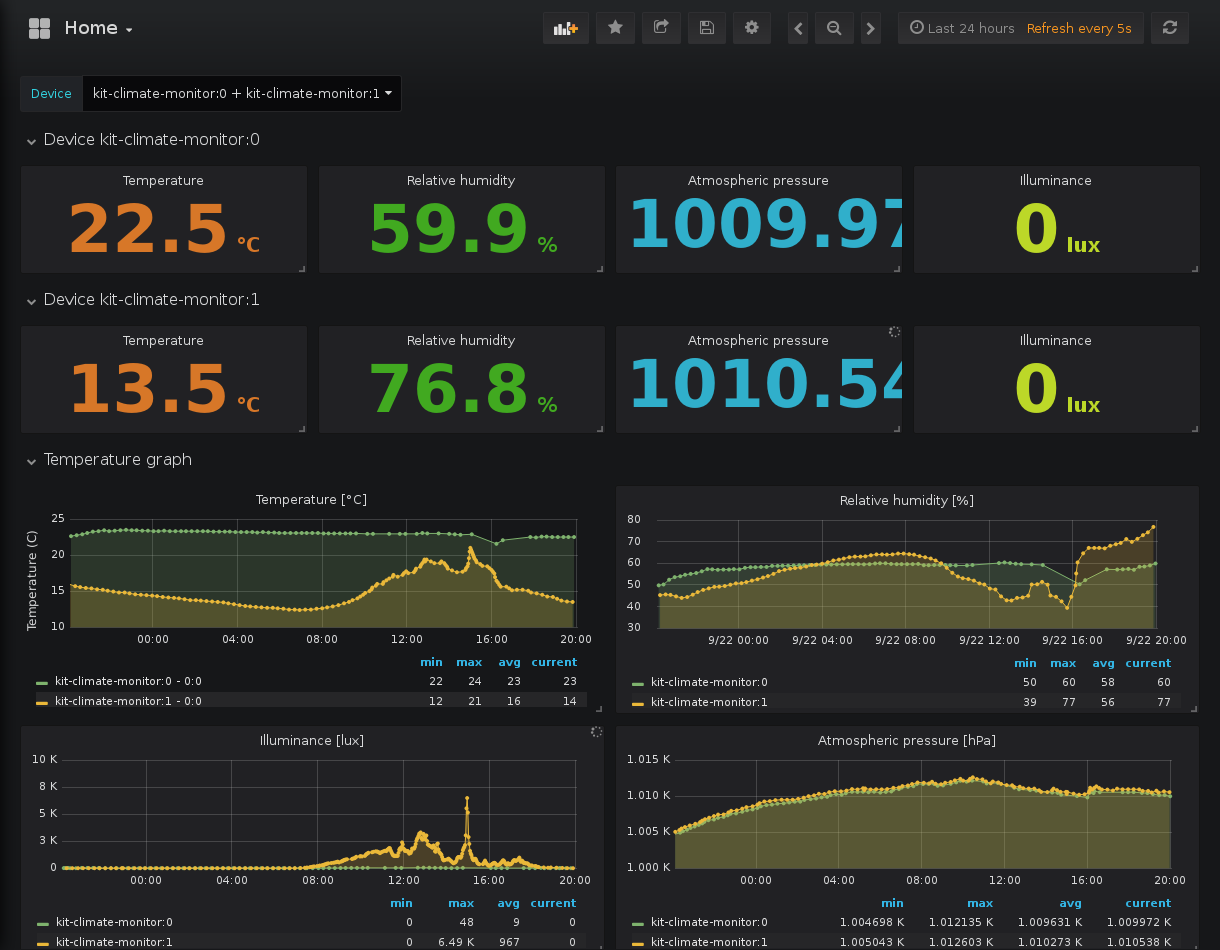 Home
Last 24 hours Refresh every 5s
Device kit-climate-monitor:0 + kit-climate-monitor:1
Device kit-climate-monitor:0
Temperature Relative humidity Atmospheric pressure Illuminance
22.5 °C 59.9 % 1009.97 0 lux
Device kit-climate-monitor:1
Temperature Relative humidity Atmospheric pressure Illuminance
13.5 °C 76.8 % 1010.54 0 lux
Temperature graph
Temperature [°C]
Temperature (C)
25
20
15
10
00:00 04:00 08:00 12:00 16:00 20:00
min max avg current
kit-climate-monitor:0 - 0:0 22 24 23 23
kit-climate-monitor:1 - 0:0 12 21 16 14
Relative humidity [%]
80
70
60
50
40
30
9/22 00:00 9/22 04:00 9/22 08:00 9/22 12:00 9/22 16:00 9/22 20:00
min max avg current
kit-climate-monitor:0 50 60 58 60
kit-climate-monitor:1 39 77 56 77
Illuminance [lux]
10 K
8 K
5 K
3 K
0
00:00 04:00 08:00 12:00 16:00 20:00
min max avg current
kit-climate-monitor:0 0 48 9 0
kit-climate-monitor:1 0 6.49 K 967 0
Atmospheric pressure [hPa]
1.015 K
1.010 K
1.005 K
1.000 K
00:00 04:00 08:00 12:00 16:00 20:00
min max avg current
kit-climate-monitor:0 1.004698 K 1.012135 K 1.009631 K 1.009972 K
kit-climate-monitor:1 1.005043 K 1.012603 K 1.010273 K 1.010538 K